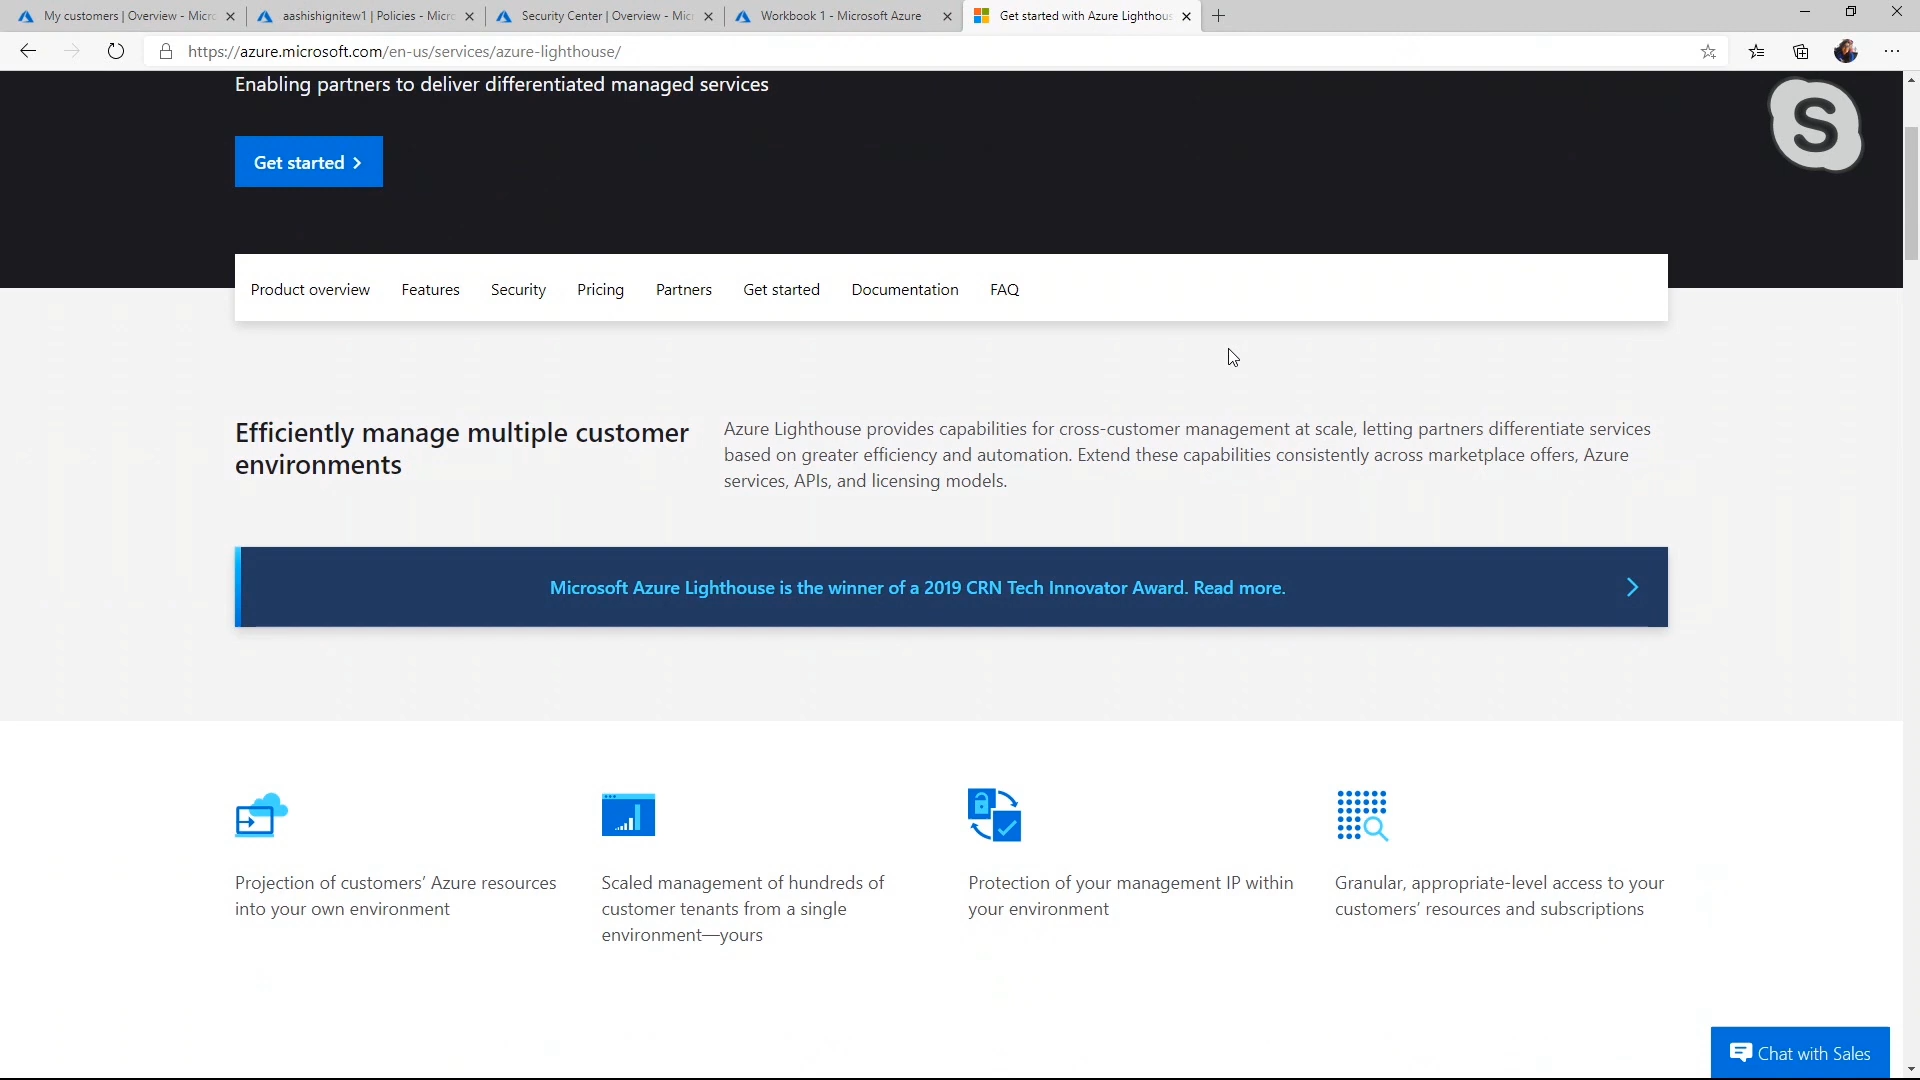 My customers | Overview - Micr
aashishignitew1 | Policies - Micr
Security Center | Overview - Mic
Workbook 1 - Microsoft Azure
Get started with Azure Lighthou
https://azure.microsoft.com/en-us/services/azure-lighthouse/
Enabling partners to deliver differentiated managed services
S
Get started
Product overview Features Security Pricing Partners Get started Documentation FAQ
Efficiently manage multiple customer
environments
Azure Lighthouse provides capabilities for cross-customer management at scale, letting partners differentiate services
based on greater efficiency and automation. Extend these capabilities consistently across marketplace offers, Azure
services, APIs, and licensing models.
Microsoft Azure Lighthouse is the winner of a 2019 CRN Tech Innovator Award. Read more.
Projection of customers’ Azure resources
into your own environment
Scaled management of hundreds of
customer tenants from a single
environment—yours
Protection of your management IP within
your environment
Granular, appropriate-level access to your
customers’ resources and subscriptions
Chat with Sales